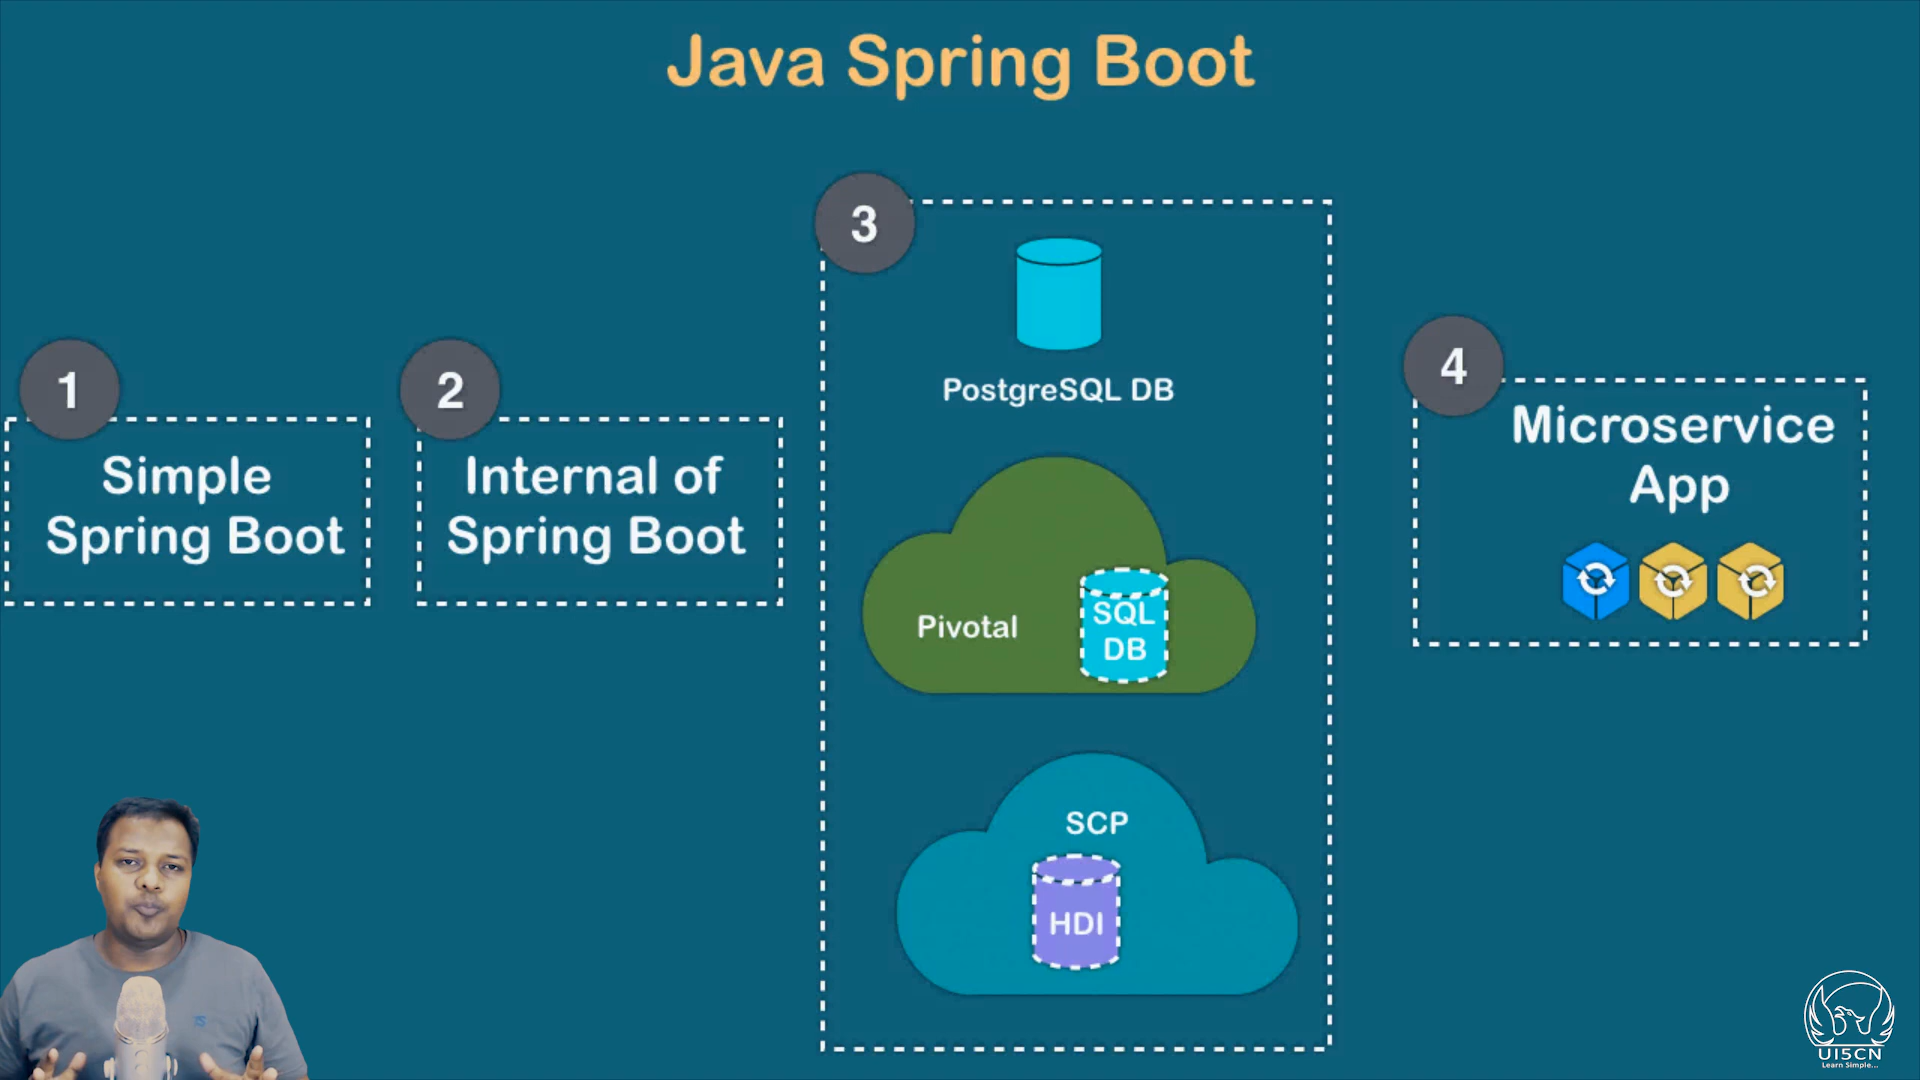 Java Spring Boot
1
Simple
Spring Boot
2
Internal of
Spring Boot
3
PostgreSQL DB
Pivotal
SQL
DB
SCP
HDI
4
Microservice
App
UI5CN
Learn Simple...